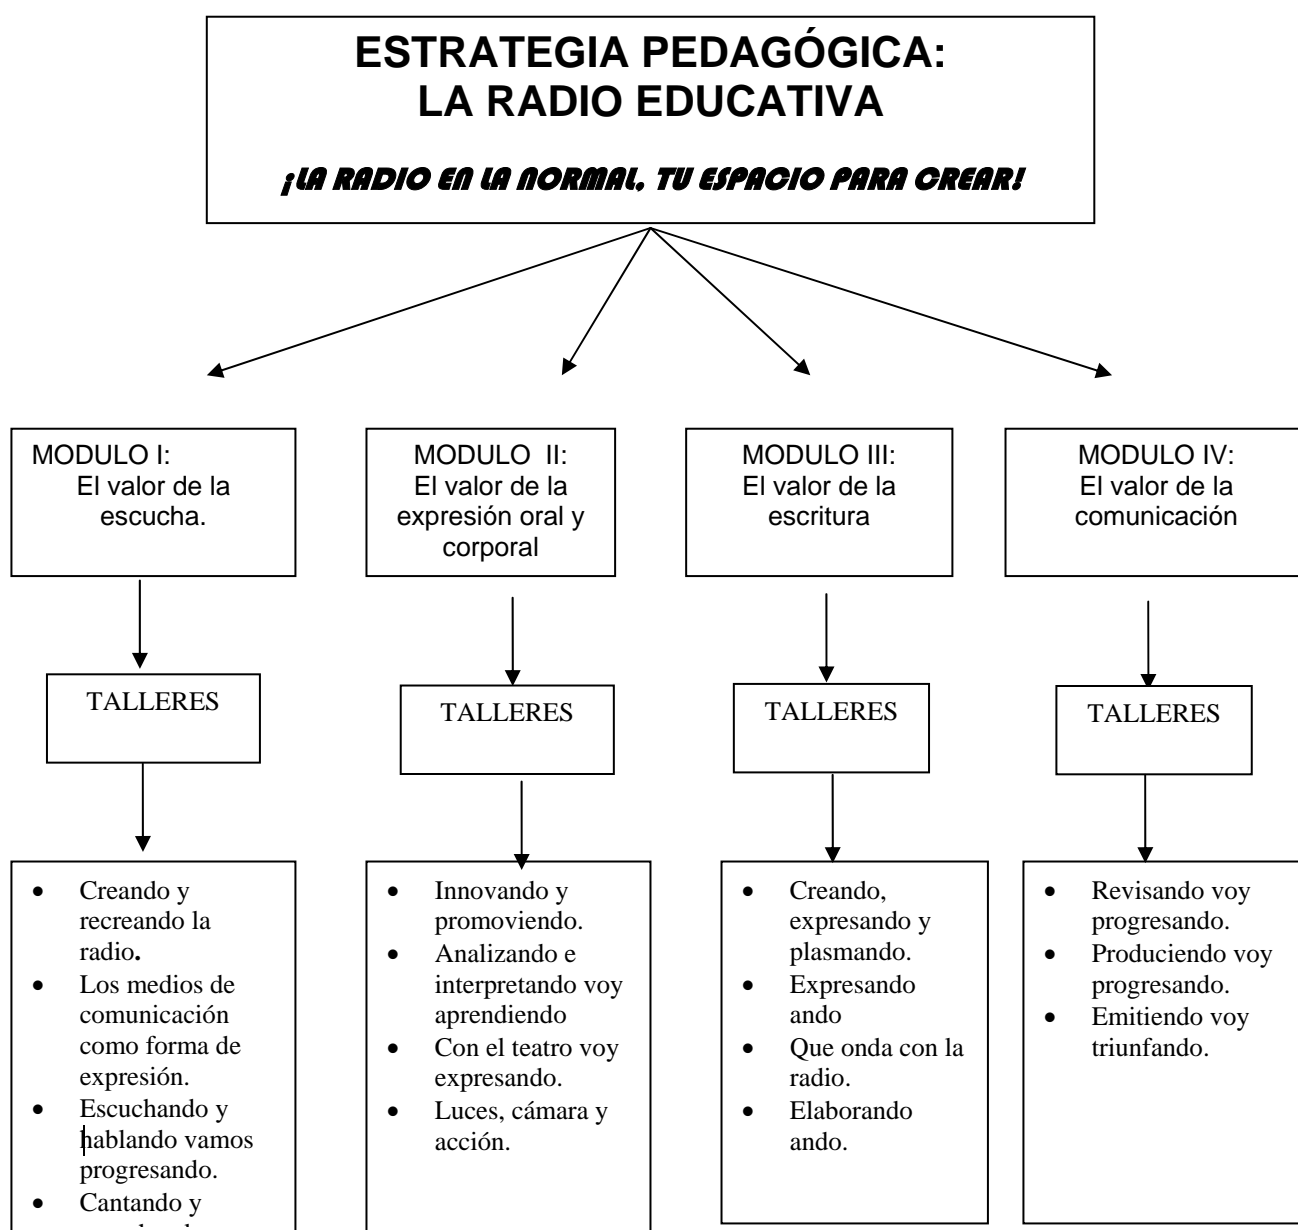 ESTRATEGIA PEDAGÓGICA:
LA RADIO EDUCATIVA
¡LA RADIO EN LA NORMAL, TU ESPACIO PARA CREAR!
MODULO I:
El valor de la
escucha.
MODULO II:
El valor de la
expresión oral y
corporal
MODULO III:
El valor de la
escritura
MODULO IV:
El valor de la
comunicación
TALLERES
TALLERES
TALLERES
TALLERES
• Creando y
recreando la
radio.
• Los medios de
comunicación
como forma de
expresión.
• Escuchando y
hablando vamos
progresando.
• Cantando y
• Innovando y
promoviendo.
• Analizando e
interpretando voy
aprendiendo
• Con el teatro voy
expresando.
• Luces, cámara y
acción.
• Creando,
expresando y
plasmando.
• Expresando
ando
• Que onda con la
radio.
• Elaborando
ando.
• Revisando voy
progresando.
• Produciendo voy
progresando.
• Emitiendo voy
triunfando.